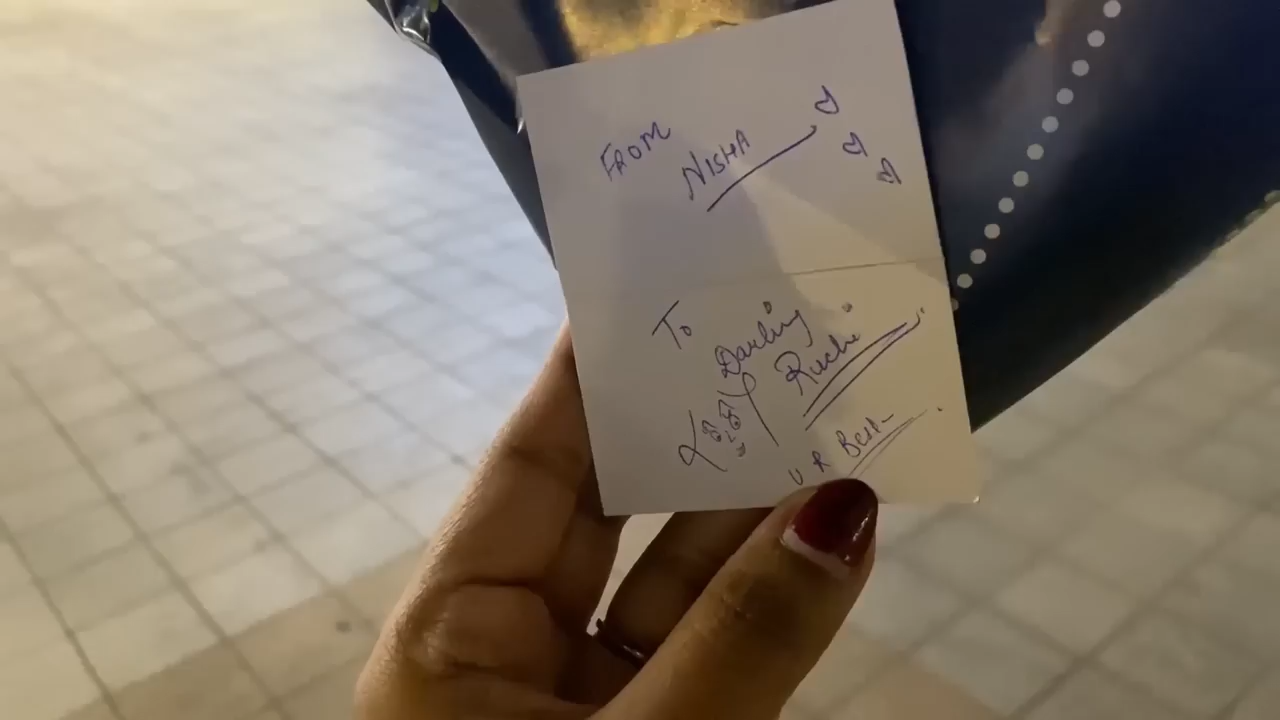 FROM
NISHA
To
Darling
Ruchi
U R Best